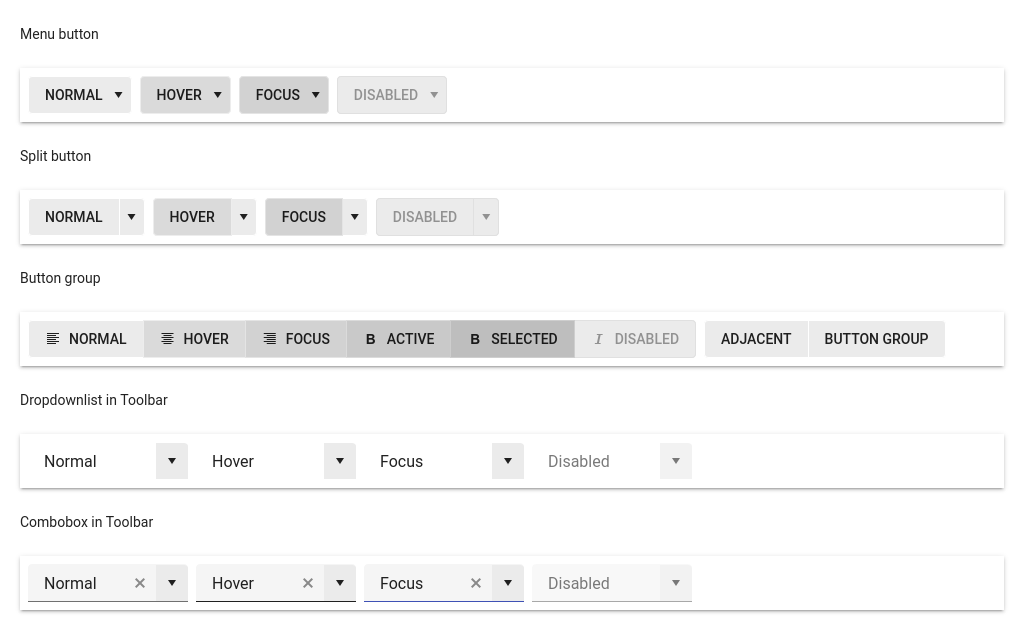 Menu button
NORMAL HOVER FOCUS DISABLED
Split button
NORMAL HOVER FOCUS DISABLED
Button group
NORMAL HOVER FOCUS B ACTIVE B SELECTED I DISABLED ADJACENT BUTTON GROUP
Dropdownlist in Toolbar
Normal Hover Focus Disabled
Combobox in Toolbar
Normal Hover Focus Disabled